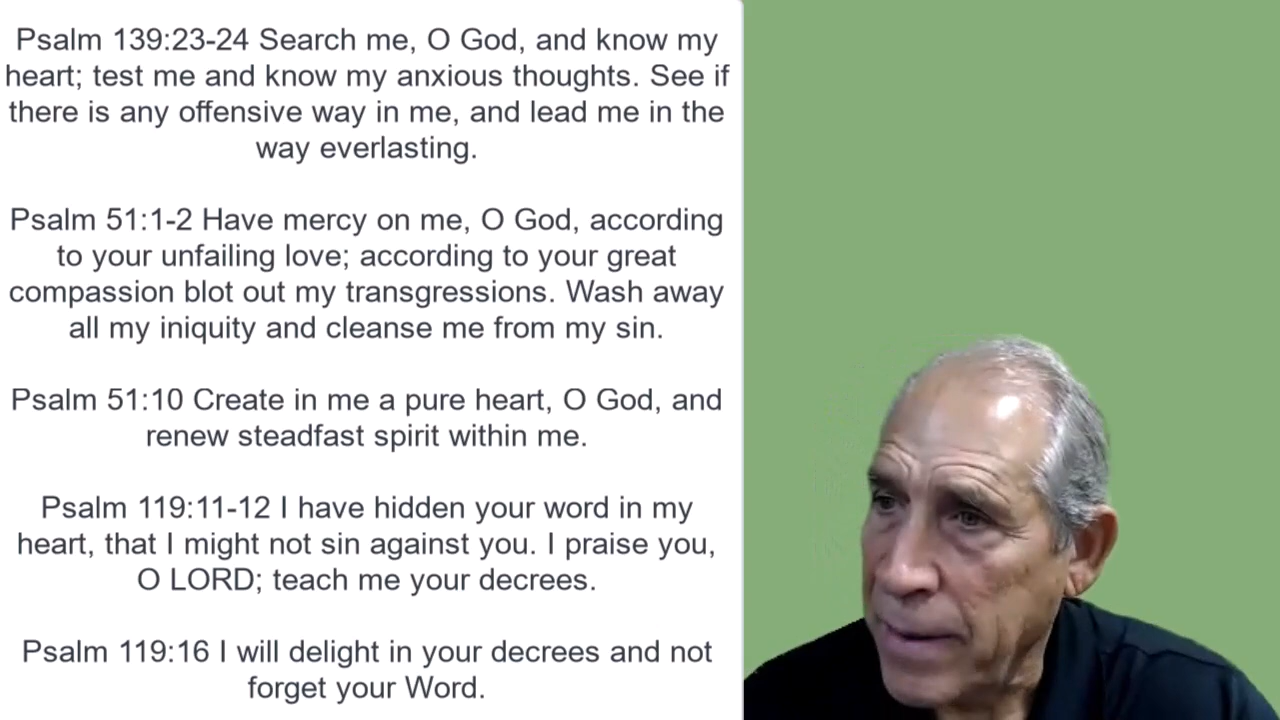 Psalm 139:23-24 Search me, O God, and know my
heart; test me and know my anxious thoughts. See if
there is any offensive way in me, and lead me in the
way everlasting.
Psalm 51:1-2 Have mercy on me, O God, according
to your unfailing love; according to your great
compassion blot out my transgressions. Wash away
all my iniquity and cleanse me from my sin.
Psalm 51:10 Create in me a pure heart, O God, and
renew steadfast spirit within me.
Psalm 119:11-12 I have hidden your word in my
heart, that I might not sin against you. I praise you,
O LORD; teach me your decrees.
Psalm 119:16 I will delight in your decrees and not
forget your Word.